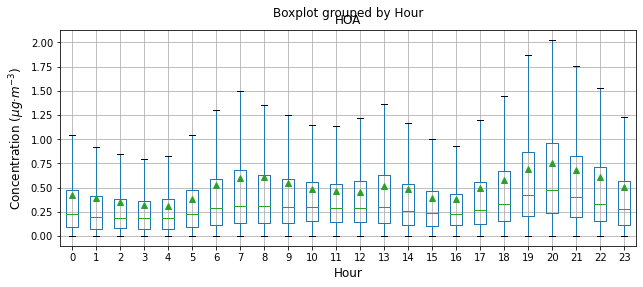 Boxplot grouped by Hour
HOA
Concentration (μg·m⁻³)
2.00
1.75
1.50
1.25
1.00
0.75
0.50
0.25
0.00
0 1 2 3 4 5 6 7 8 9 10 11 12 13 14 15 16 17 18 19 20 21 22 23
Hour